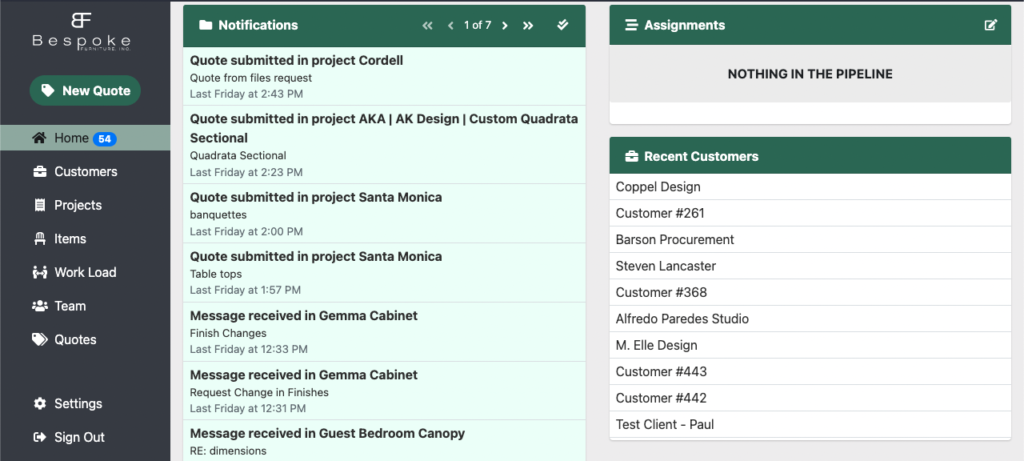 BF
Bespoke
FURNITURE INC.
New Quote
Home 54
Customers
Projects
Items
Work Load
Team
Quotes
Settings
Sign Out
Notifications
1 of 7
Quote submitted in project Cordell
Quote from files request
Last Friday at 2:43 PM
Quote submitted in project AKA | AK Design | Custom Quadrata
Sectional
Quadrata Sectional
Last Friday at 2:23 PM
Quote submitted in project Santa Monica
banquettes
Last Friday at 2:00 PM
Quote submitted in project Santa Monica
Table tops
Last Friday at 1:57 PM
Message received in Gemma Cabinet
Finish Changes
Last Friday at 12:33 PM
Message received in Gemma Cabinet
Request Change in Finishes
Last Friday at 12:31 PM
Message received in Guest Bedroom Canopy
RE: dimensions
Assignments
NOTHING IN THE PIPELINE
Recent Customers
Coppel Design
Customer #261
Barson Procurement
Steven Lancaster
Customer #368
Alfredo Paredes Studio
M. Elle Design
Customer #443
Customer #442
Test Client - Paul